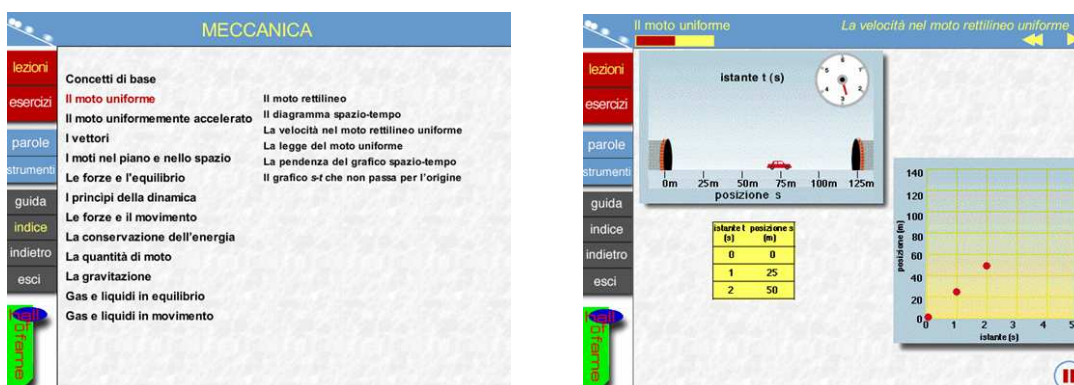 MECCANICA
lezioni
esercizi
parole
strumenti
guida
indice
indietro
esci
Concetti di base
Il moto uniforme
Il moto uniformemente accelerato
I vettori
I moti nel piano e nello spazio
Le forze e l'equilibrio
I principi della dinamica
Le forze e il movimento
La conservazione dell'energia
La quantità di moto
La gravitazione
Gas e liquidi in equilibrio
Gas e liquidi in movimento
Il moto rettilineo
Il diagramma spazio-tempo
La velocità nel moto rettilineo uniforme
La legge del moto uniforme
La pendenza del grafico spazio-tempo
Il grafico s-t che non passa per l'origine
hall
Of fame
Il moto uniforme
La velocità nel moto rettilineo uniforme
lezioni
esercizi
parole
strumenti
guida
indice
indietro
esci
hall
Of fame
istante t (s)
0m 25m 50m 75m 100m 125m
posizione s
istante t (s) posizione s (m)
0 0
1 25
2 50
posizione (m)
140
120
100
80
60
40
20
0
0 1 2 3 4 5
istante (s)